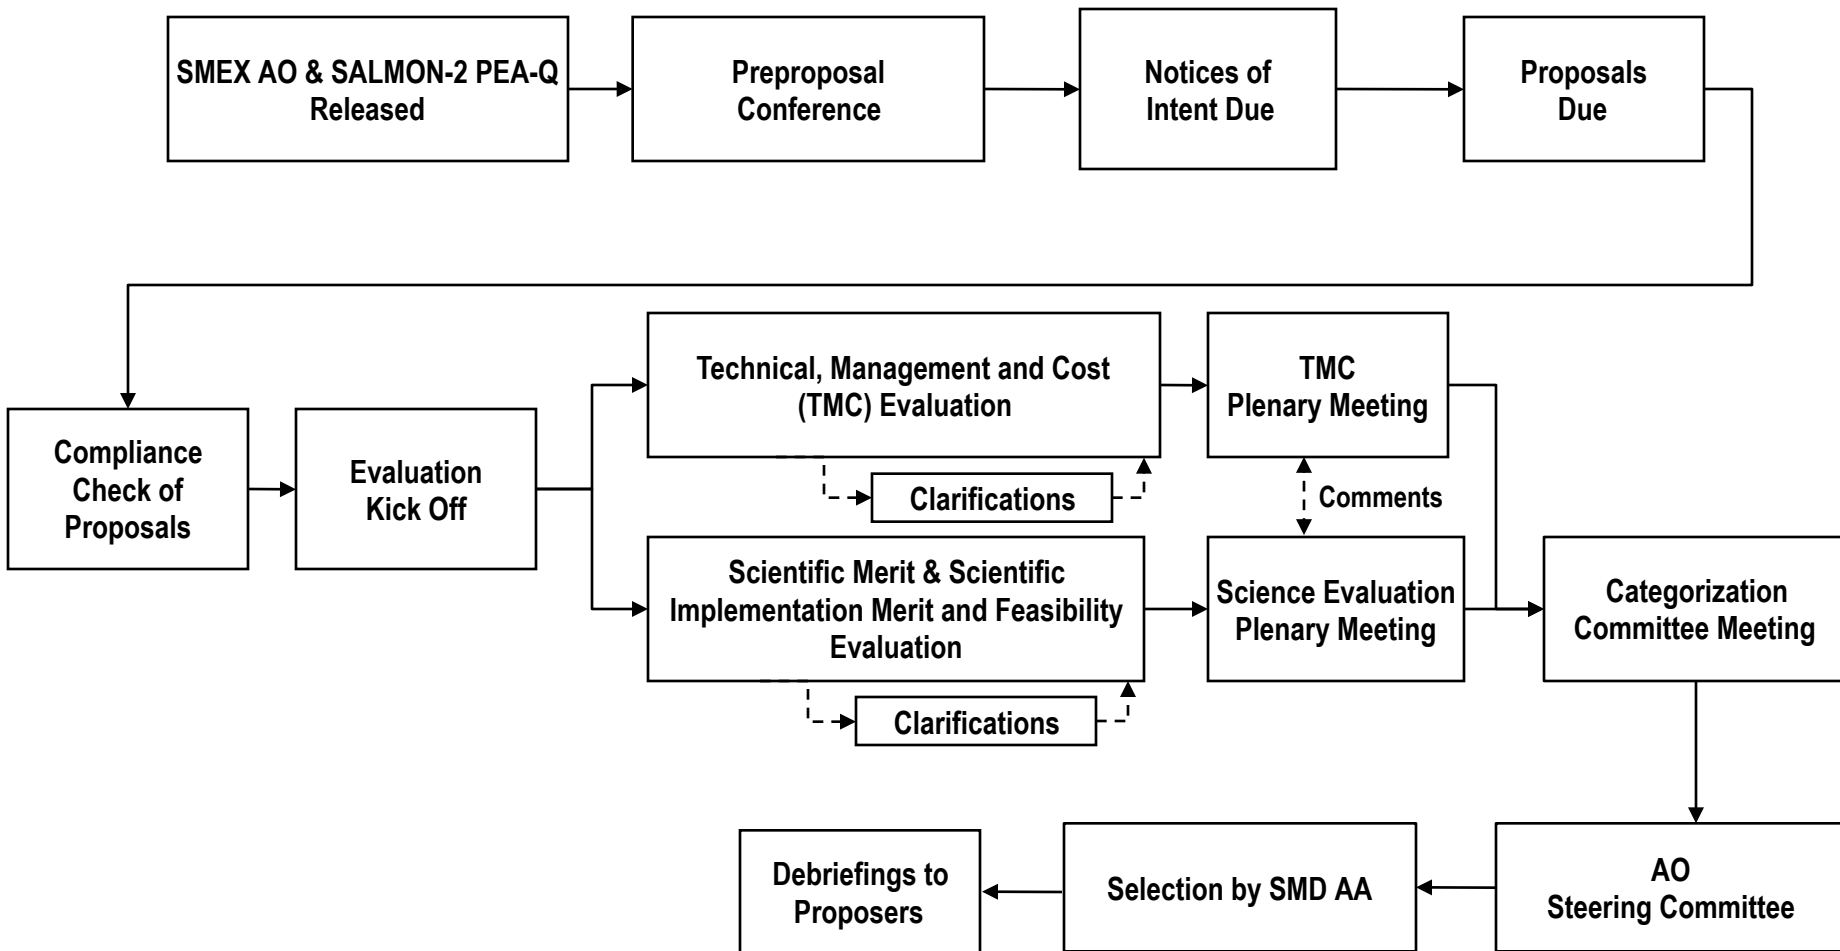 SMEX AO & SALMON-2 PEA-Q
Released
Preproposal
Conference
Notices of
Intent Due
Proposals
Due
Technical, Management and Cost
(TMC) Evaluation
TMC
Plenary Meeting
Compliance
Check of
Proposals
Evaluation
Kick Off
Clarifications
Comments
Scientific Merit & Scientific
Implementation Merit and Feasibility
Evaluation
Science Evaluation
Plenary Meeting
Categorization
Committee Meeting
Clarifications
Debriefings to
Proposers
Selection by SMD AA
AO
Steering Committee